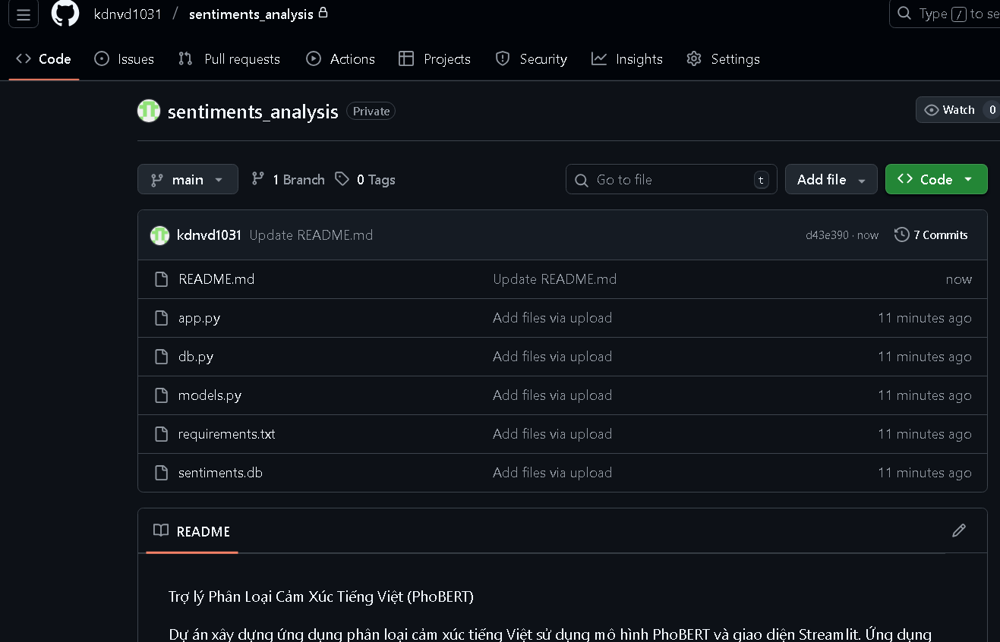 kdnvd1031 / sentiments_analysis Type / to se
Code Issues Pull requests Actions Projects Security Insights Settings
sentiments_analysis Private Watch 0
main 1 Branch 0 Tags Go to file t Add file Code
kdnvd1031 Update README.md d43e390 · now 7 Commits
README.md Update README.md now
app.py Add files via upload 11 minutes ago
db.py Add files via upload 11 minutes ago
models.py Add files via upload 11 minutes ago
requirements.txt Add files via upload 11 minutes ago
sentiments.db Add files via upload 11 minutes ago
README
Trợ lý Phân Loại Cảm Xúc Tiếng Việt (PhoBERT)
Dự án xây dựng ứng dụng phân loại cảm xúc tiếng Việt sử dụng mô hình PhoBERT và giao diện Streamlit. Ứng dụng